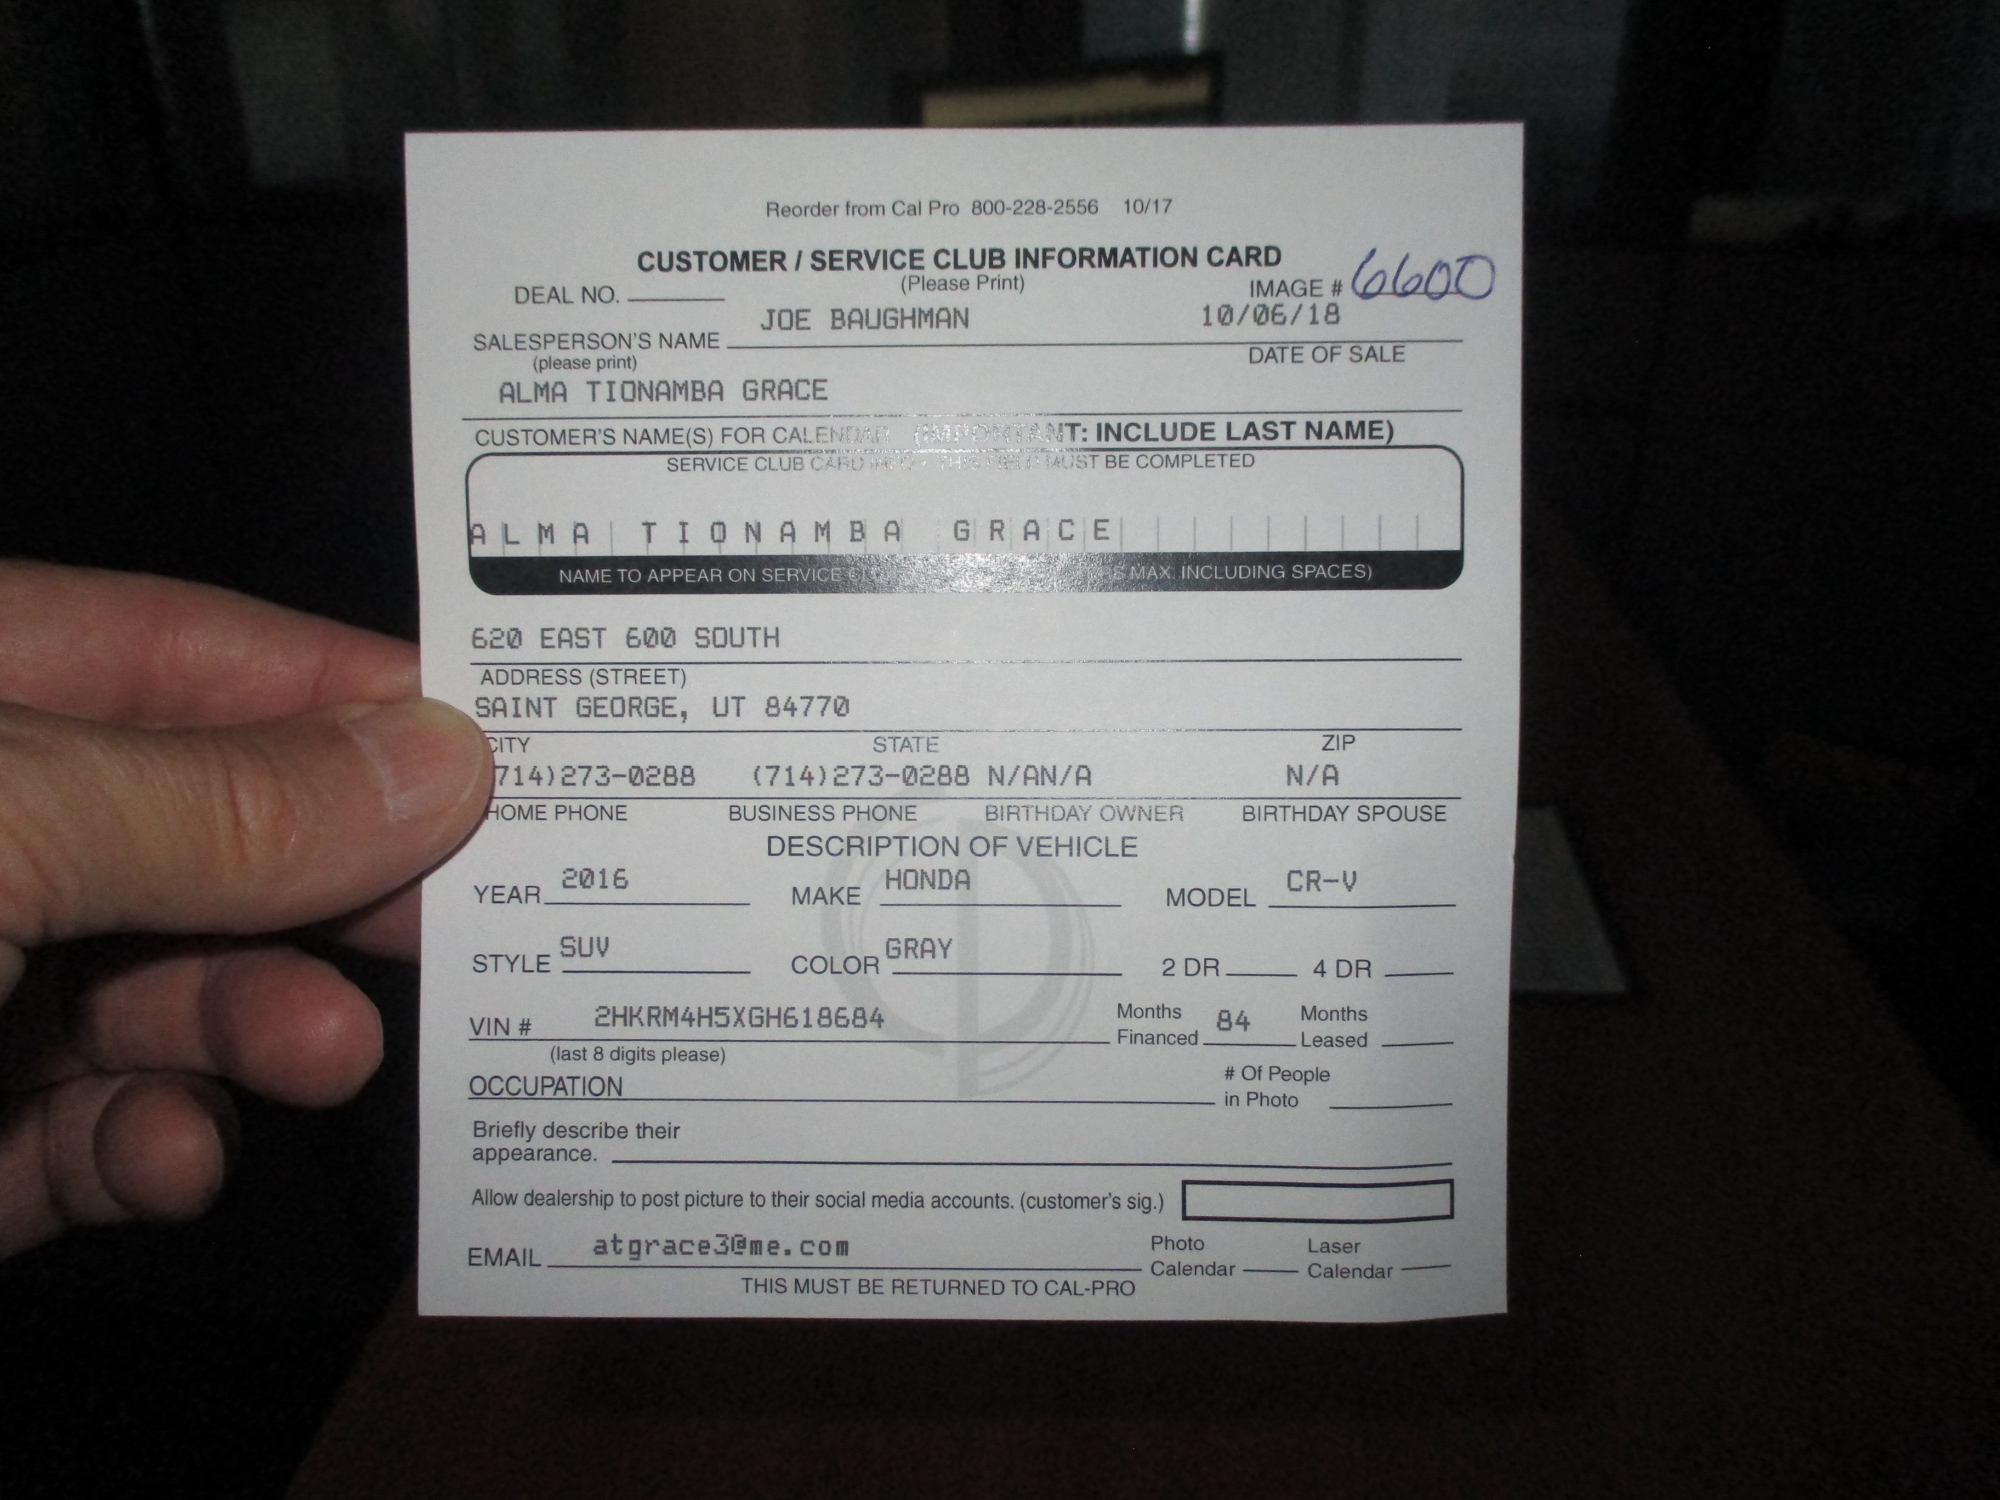 Reorder from Cal Pro 800-228-2556 10/17
CUSTOMER / SERVICE CLUB INFORMATION CARD
(Please Print)
DEAL NO. IMAGE # 6600
JOE BAUGHMAN 10/06/18
SALESPERSON'S NAME DATE OF SALE
(please print)
ALMA TIONAMBA GRACE
CUSTOMER'S NAME(S) FOR CALENDAR (IMPORTANT: INCLUDE LAST NAME)
SERVICE CLUB CARD INFO - THIS FIELD MUST BE COMPLETED
ALMA TIONAMBA GRACE
NAME TO APPEAR ON SERVICE MAX. INCLUDING SPACES)
620 EAST 600 SOUTH
ADDRESS (STREET)
SAINT GEORGE, UT 84770
CITY STATE ZIP
714)273-0288 (714)273-0288 N/AN/A N/A
HOME PHONE BUSINESS PHONE BIRTHDAY OWNER BIRTHDAY SPOUSE
DESCRIPTION OF VEHICLE
YEAR 2016 MAKE HONDA MODEL CR-V
STYLE SUV COLOR GRAY 2 DR 4 DR
VIN # 2HKRM4H5XGH618684 Months Financed 84 Months Leased
(last 8 digits please)
OCCUPATION # Of People in Photo
Briefly describe their
appearance.
Allow dealership to post picture to their social media accounts. (customer's sig.)
EMAIL atgrace3@me.com Photo Calendar Laser Calendar
THIS MUST BE RETURNED TO CAL-PRO